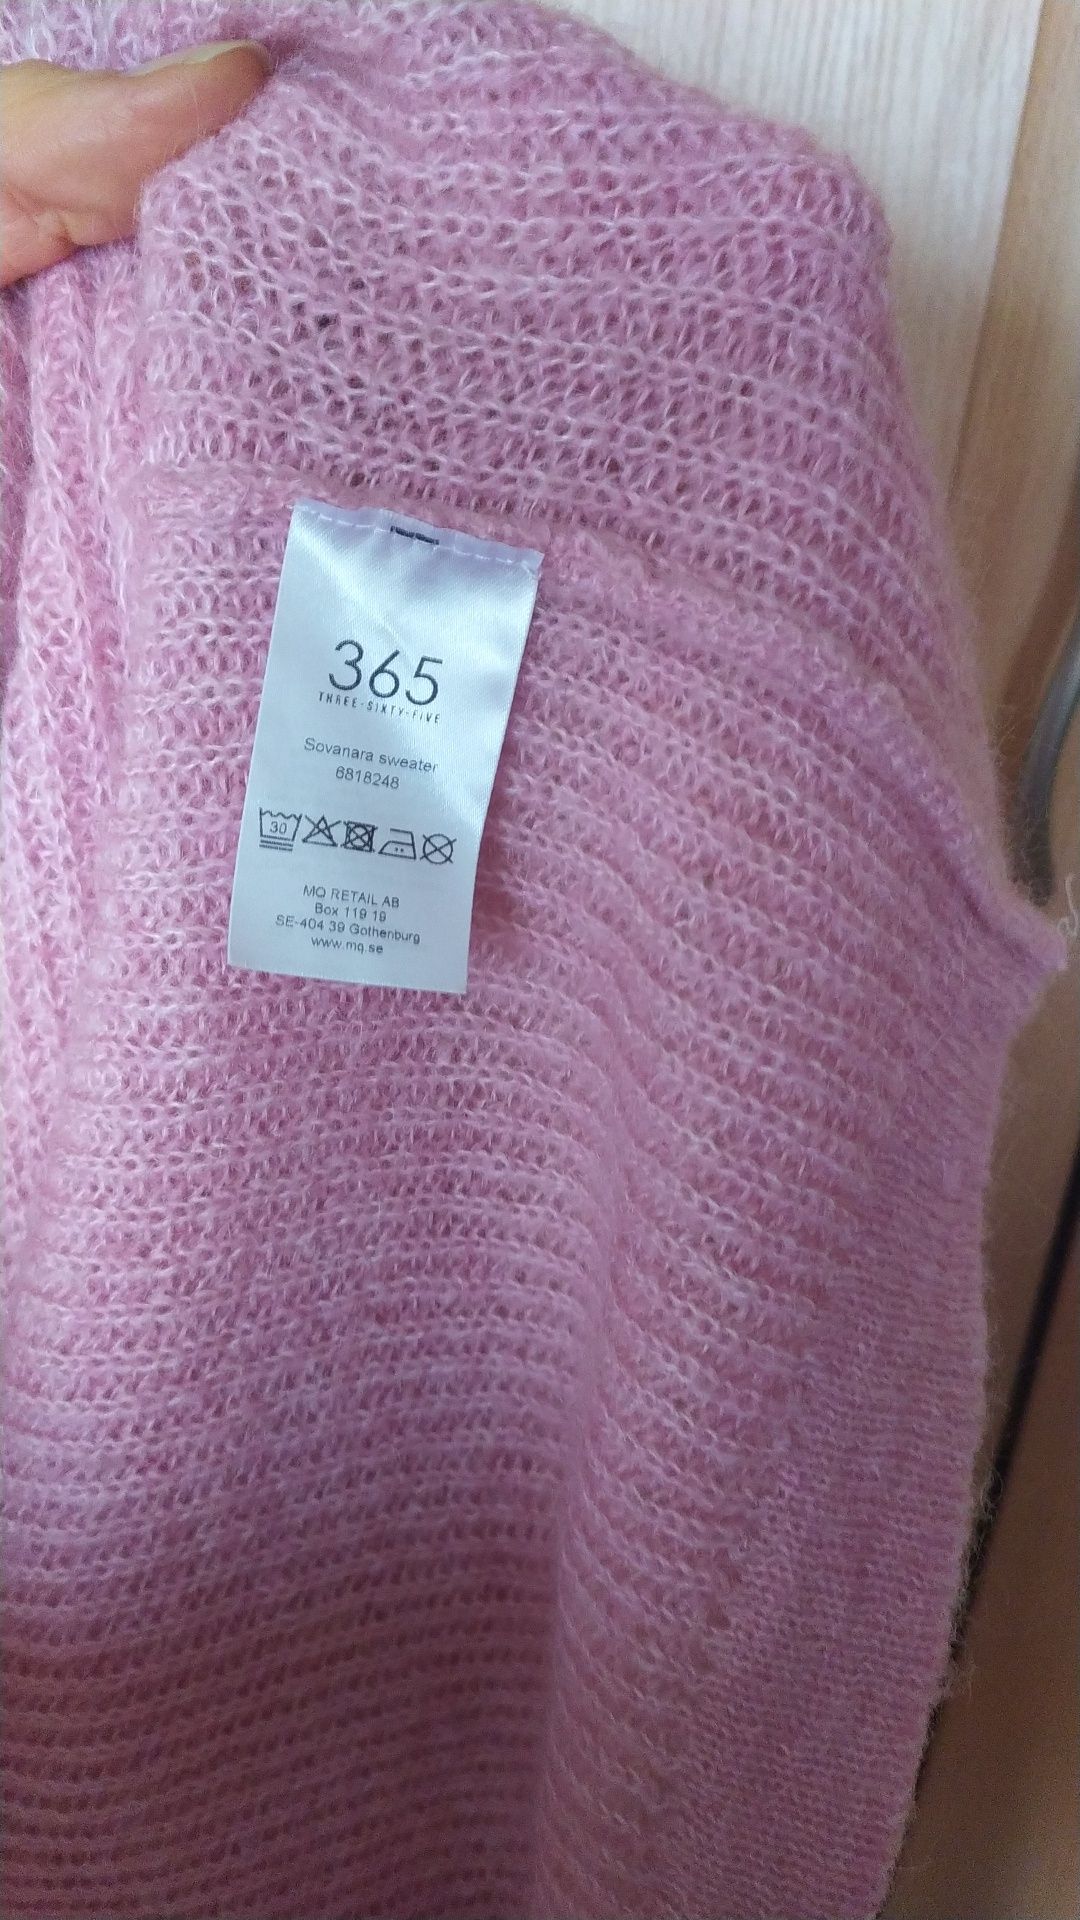 365
THREE-SIXTY-FIVE
Sovanara sweater
6818248
30
MQ RETAIL AB
Box 119 19
SE-404 39 Gothenburg
www.mq.se